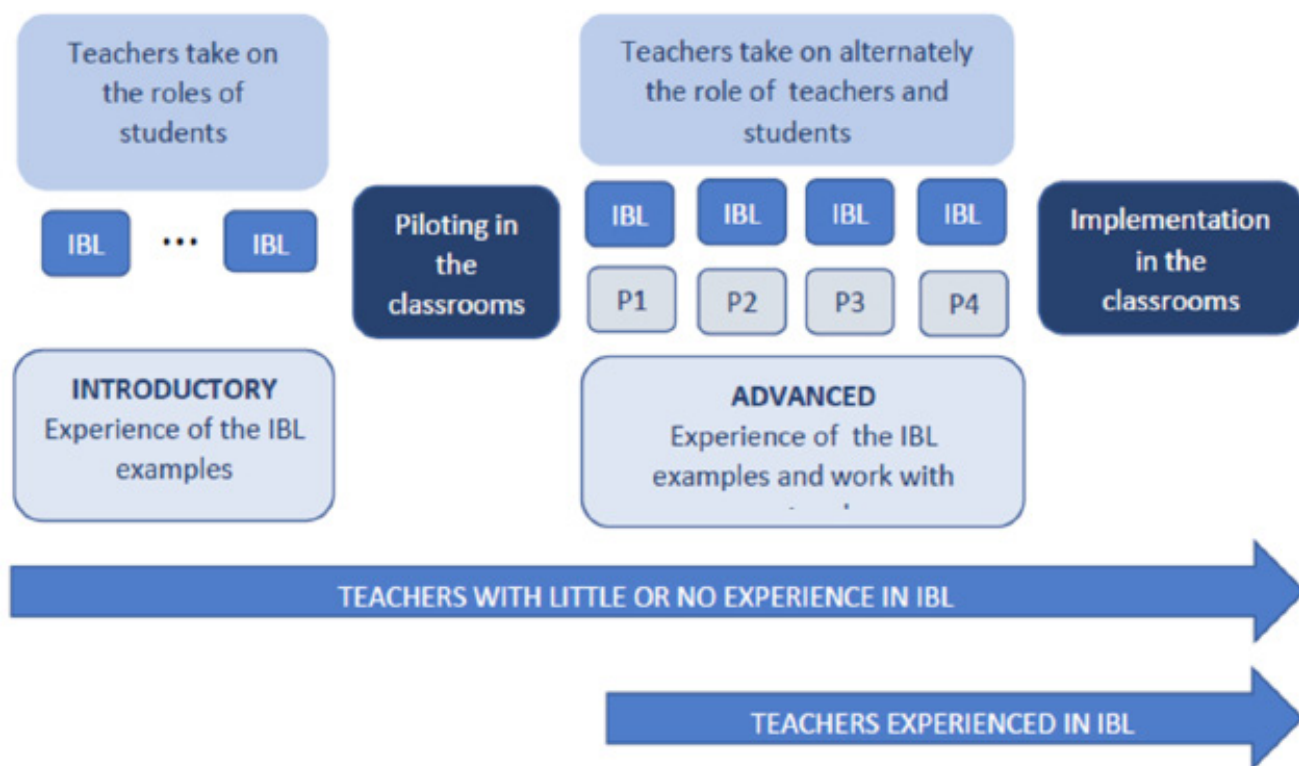 Teachers take on
the roles of
students
IBL
...
IBL
INTRODUCTORY
Experience of the IBL
examples
Piloting in
the
classrooms
Teachers take on alternately
the role of teachers and
students
IBL
IBL
IBL
IBL
P1
P2
P3
P4
ADVANCED
Experience of the IBL
examples and work with
Implementation
in the
classrooms
TEACHERS WITH LITTLE OR NO EXPERIENCE IN IBL
TEACHERS EXPERIENCED IN IBL